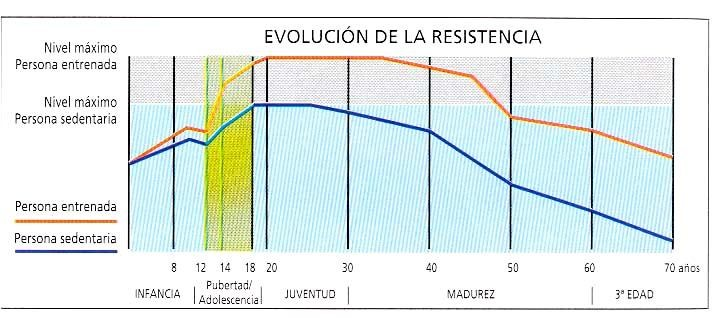 EVOLUCIÓN DE LA RESISTENCIA
Nivel máximo
Persona entrenada
Nivel máximo
Persona sedentaria
Persona entrenada
Persona sedentaria
8 12 14 18 20 30 40 50 60 70 años
INFANCIA
Pubertad/
Adolescencia
JUVENTUD
MADUREZ
3ª EDAD